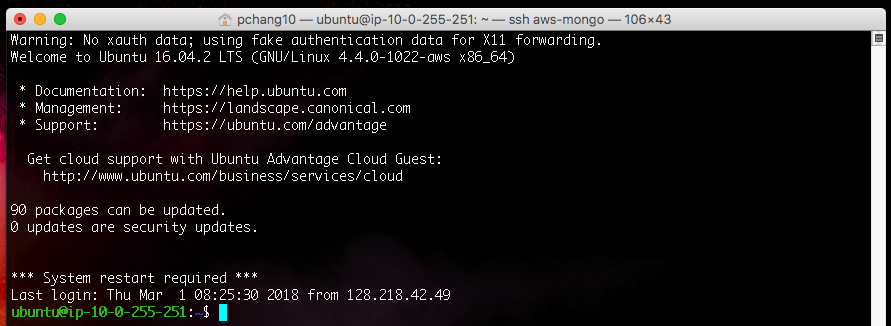 pchang10 — ubuntu@ip-10-0-255-251: ~ — ssh aws-mongo — 106×43
Warning: No xauth data; using fake authentication data for X11 forwarding.
Welcome to Ubuntu 16.04.2 LTS (GNU/Linux 4.4.0-1022-aws x86_64)
* Documentation:  https://help.ubuntu.com
* Management:     https://landscape.canonical.com
* Support:        https://ubuntu.com/advantage
Get cloud support with Ubuntu Advantage Cloud Guest:
http://www.ubuntu.com/business/services/cloud
90 packages can be updated.
0 updates are security updates.
*** System restart required ***
Last login: Thu Mar  1 08:25:30 2018 from 128.218.42.49
ubuntu@ip-10-0-255-251:~$